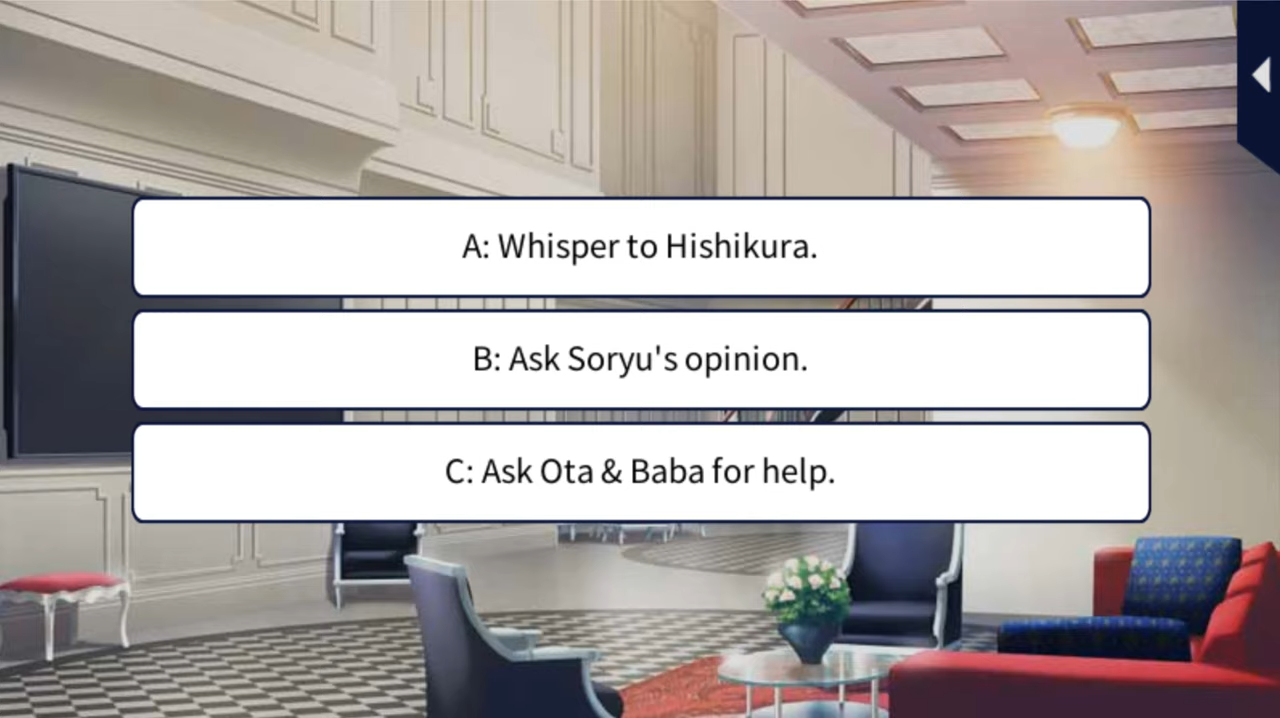 A: Whisper to Hishikura.
B: Ask Soryu's opinion.
C: Ask Ota & Baba for help.